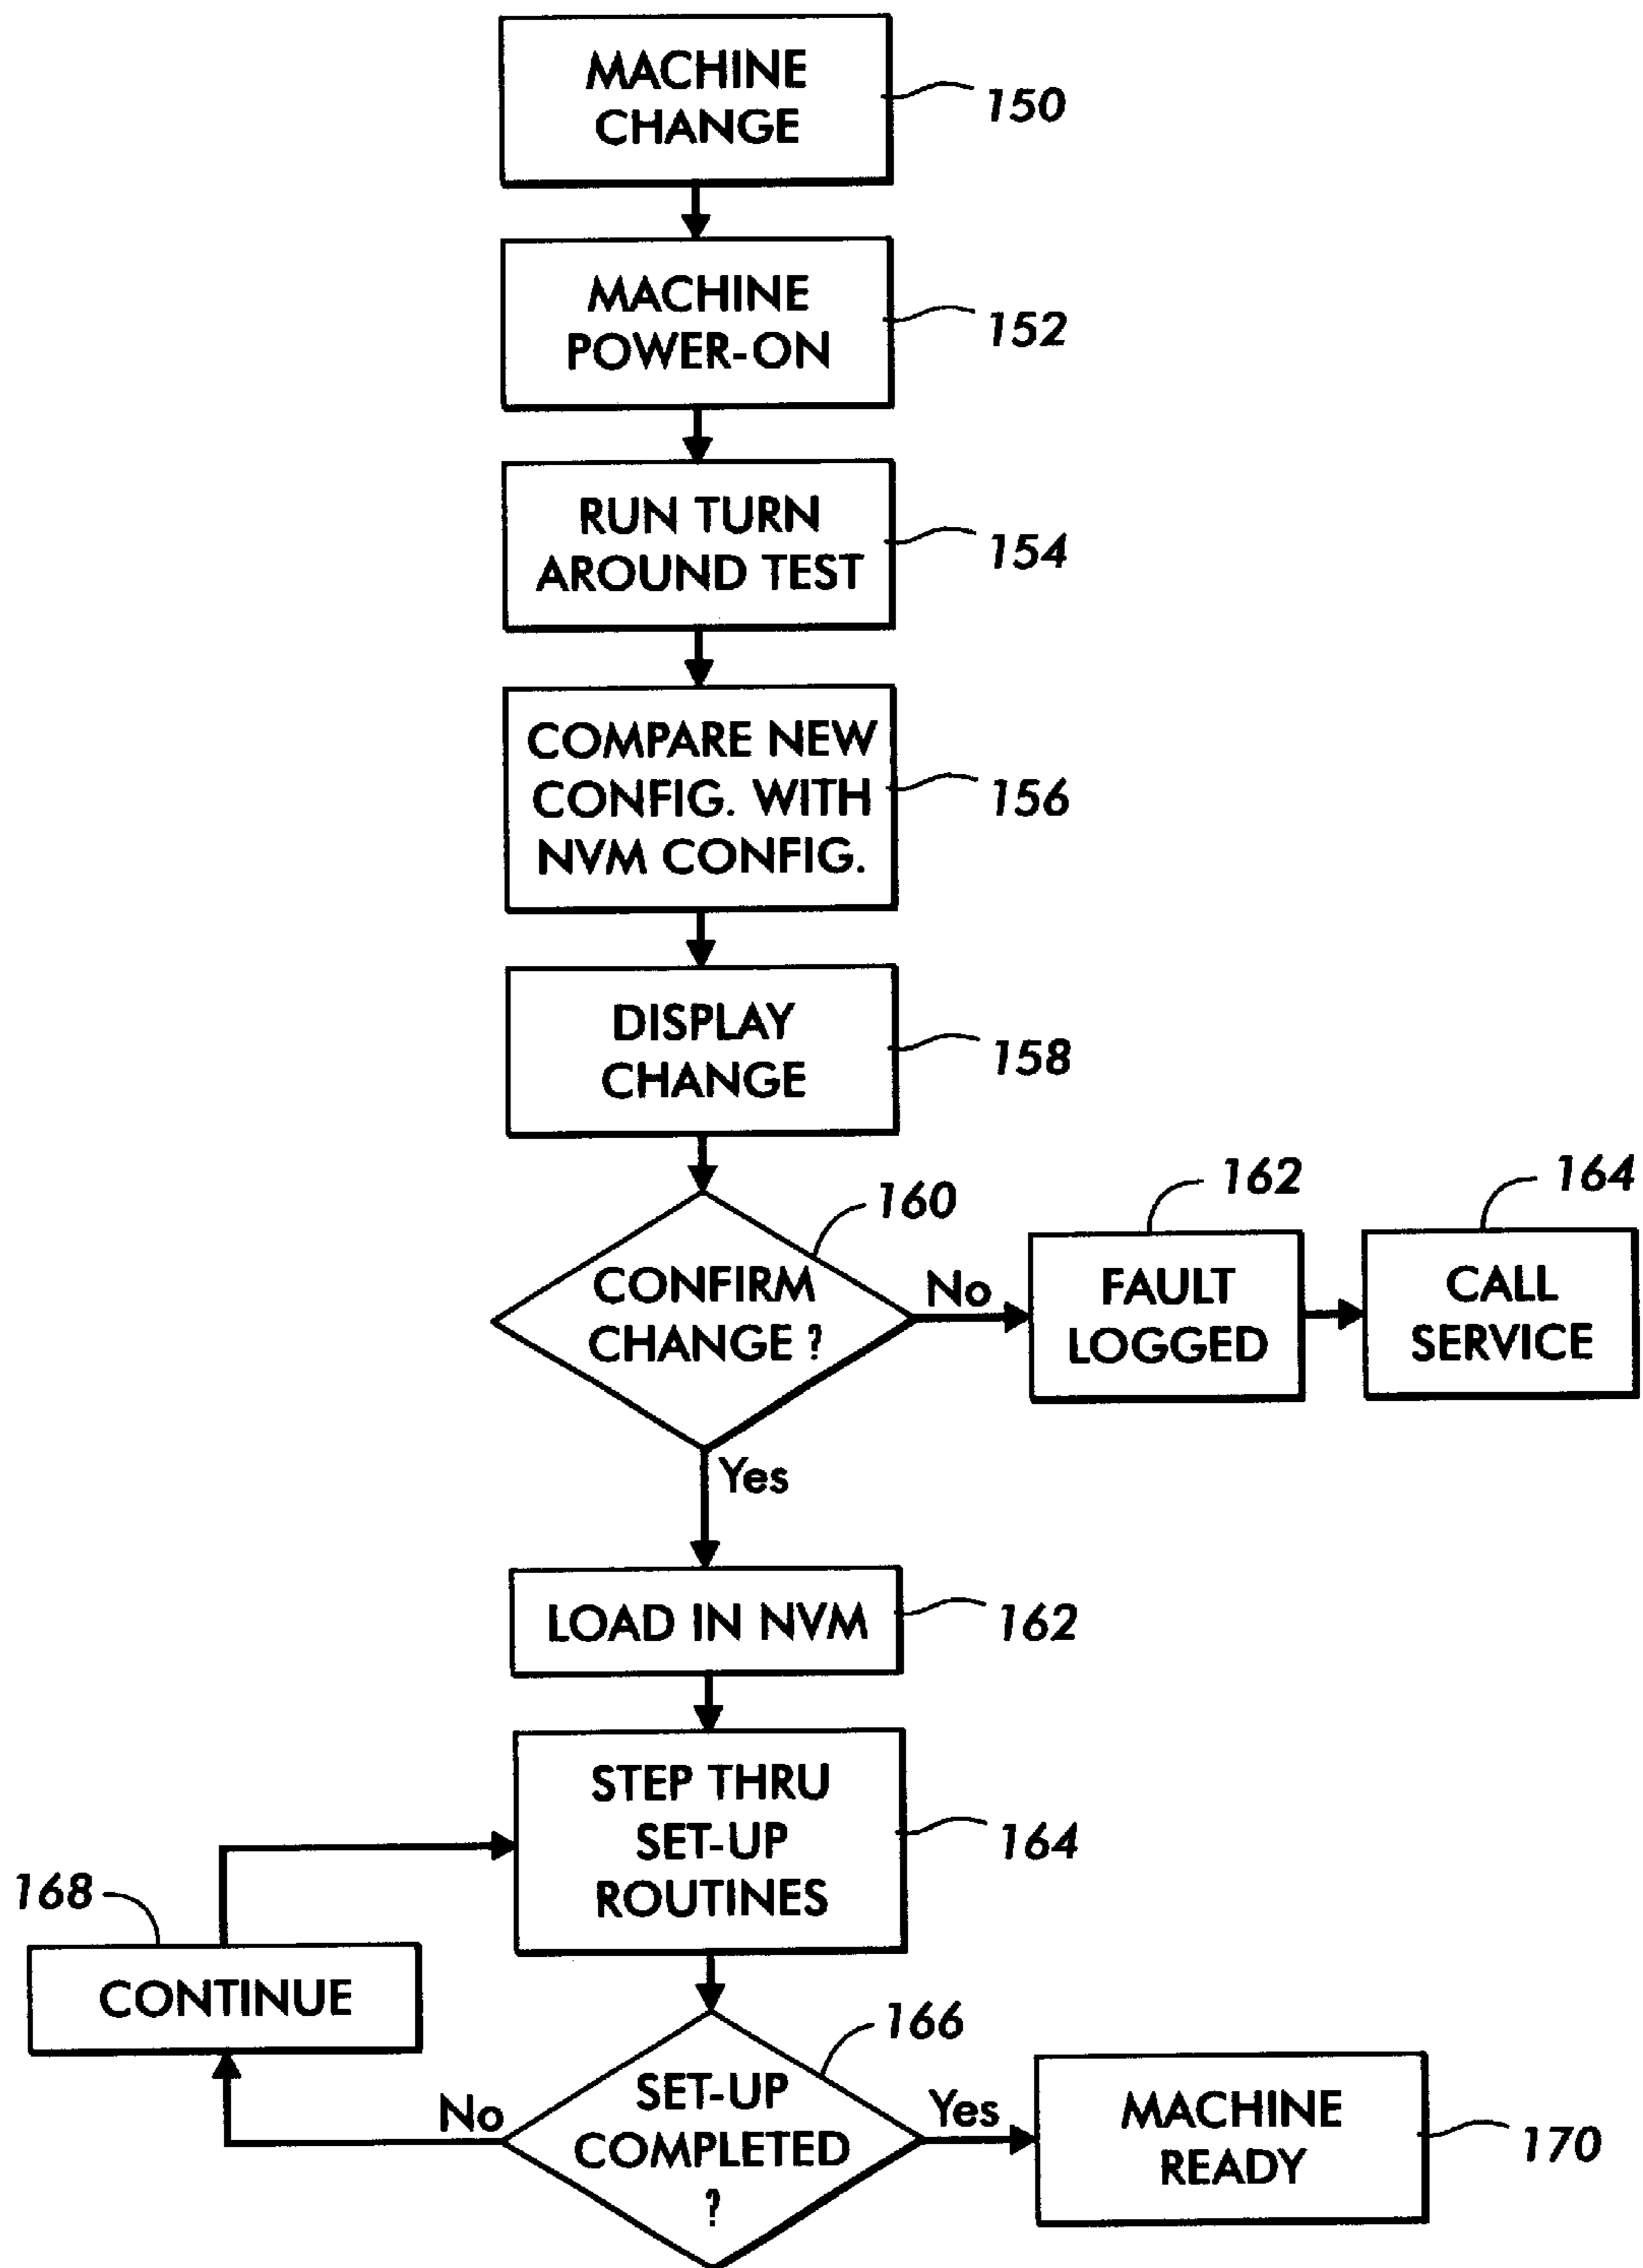 MACHINE
CHANGE
150
MACHINE
POWER-ON
152
RUN TURN
AROUND TEST
154
COMPARE NEW
CONFIG. WITH
NVM CONFIG.
156
DISPLAY
CHANGE
158
160
CONFIRM
CHANGE ?
No
162
FAULT
LOGGED
164
CALL
SERVICE
Yes
LOAD IN NVM
162
STEP THRU
SET-UP
ROUTINES
164
168
CONTINUE
166
SET-UP
COMPLETED
?
No
Yes
MACHINE
READY
170